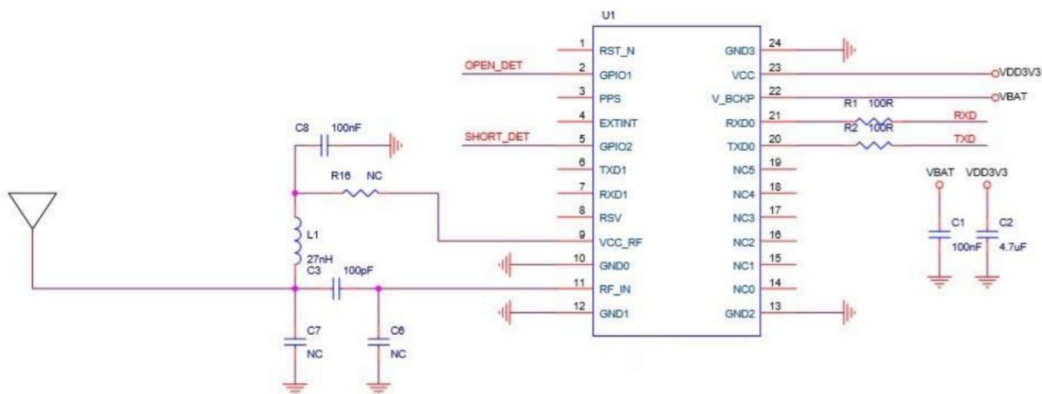 U1
1 RST_N GND3 24
OPEN_DET 2 GPIO1 VCC 23 VDD3V3
3 PPS V_BCKP 22 VBAT
4 EXTINT RXD0 21 R1 100R RXD
SHORT_DET 5 GPIO2 TXD0 20 R2 100R TXD
6 TXD1 NC5 19
7 RXD1 NC4 18
8 RSV NC3 17
9 VCC_RF NC2 16
10 GND0 NC1 15
11 RF_IN NC0 14
12 GND1 GND2 13
C8 100nF
R16 NC
L1
27nH
C3 100pF
C7
NC
C6
NC
VBAT VDD3V3
C1 C2
100nF 4.7uF